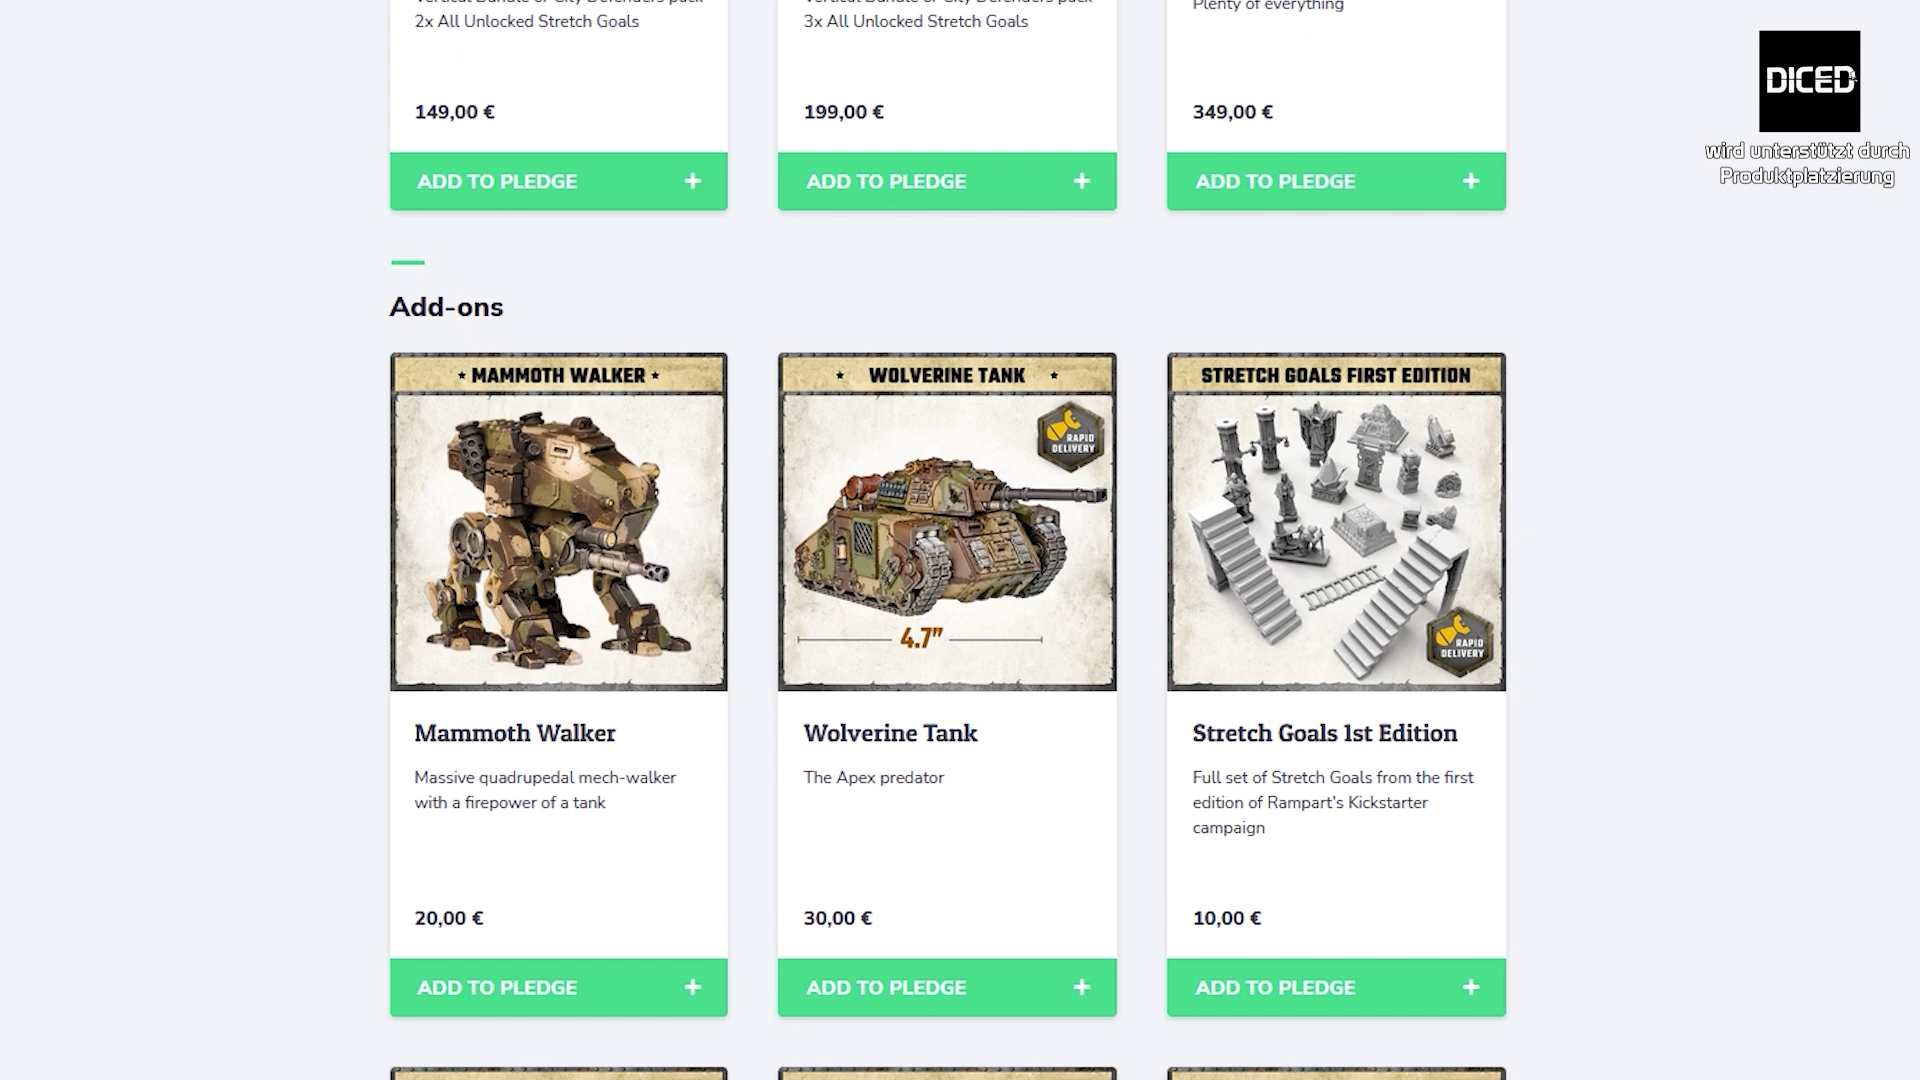 2x All Unlocked Stretch Goals
3x All Unlocked Stretch Goals
Plenty of everything
149,00 €
199,00 €
349,00 €
ADD TO PLEDGE +
ADD TO PLEDGE +
ADD TO PLEDGE +
DICED
wird unterstützt durch
Produktplatzierung
Add-ons
★ MAMMOTH WALKER ★
★ WOLVERINE TANK ★
STRETCH GOALS FIRST EDITION
RAPID
DELIVERY
4.7"
RAPID
DELIVERY
Mammoth Walker
Massive quadrupedal mech-walker
with a firepower of a tank
20,00 €
ADD TO PLEDGE +
Wolverine Tank
The Apex predator
30,00 €
ADD TO PLEDGE +
Stretch Goals 1st Edition
Full set of Stretch Goals from the first
edition of Rampart's Kickstarter
campaign
10,00 €
ADD TO PLEDGE +